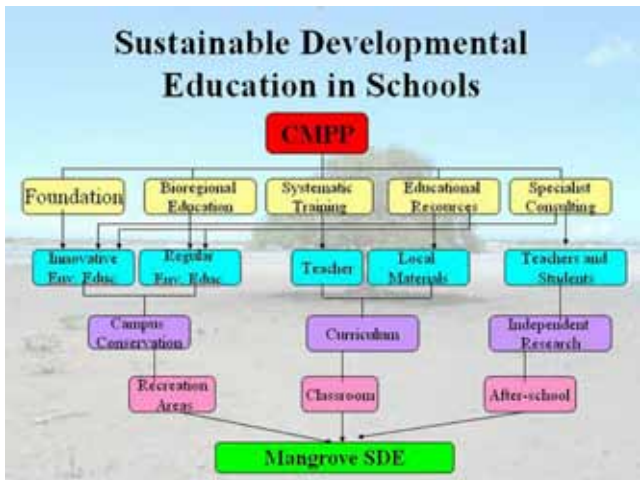 Sustainable Developmental
Education in Schools
CMPP
Foundation
Bioregional
Education
Systematic
Training
Educational
Resources
Specialist
Consulting
Innovative
Env. Educ.
Regular
Env. Educ.
Teacher
Local
Materials
Teachers and
Students
Campus
Conservation
Curriculum
Independent
Research
Recreation
Areas
Classroom
After-school
Mangrove SDE